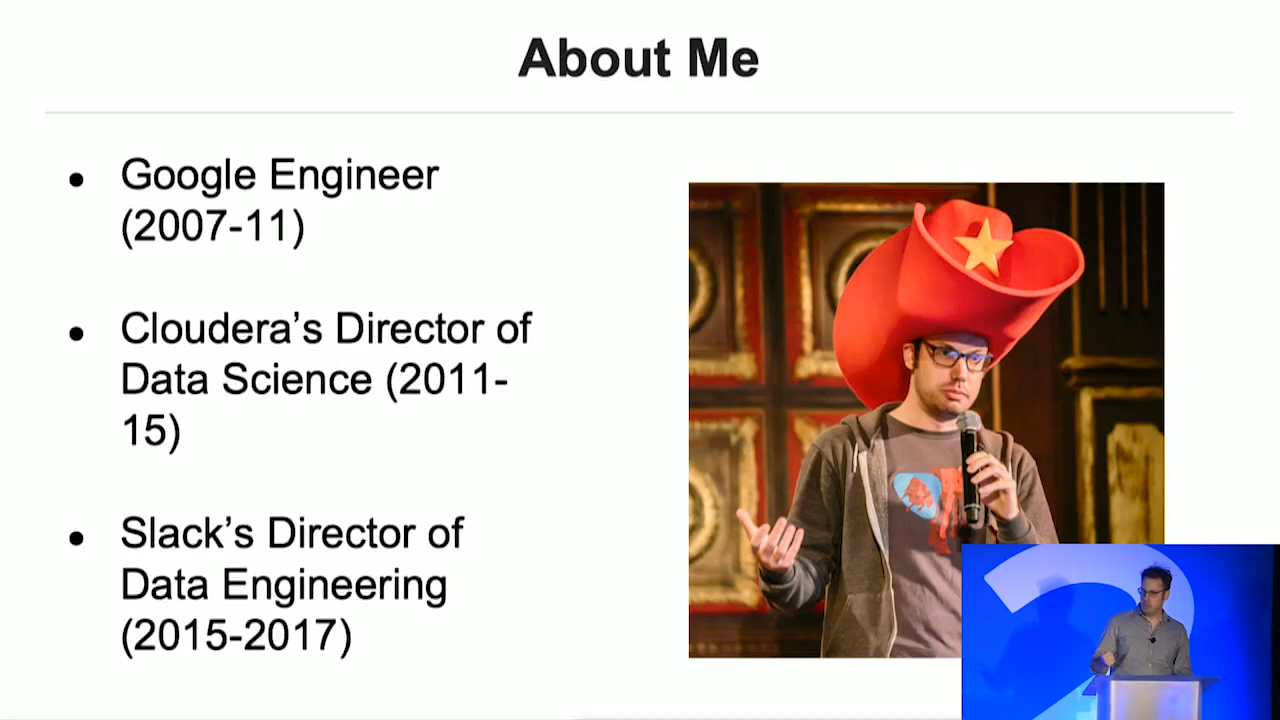 About Me
● Google Engineer
(2007-11)
● Cloudera’s Director of
Data Science (2011-
15)
● Slack’s Director of
Data Engineering
(2015-2017)